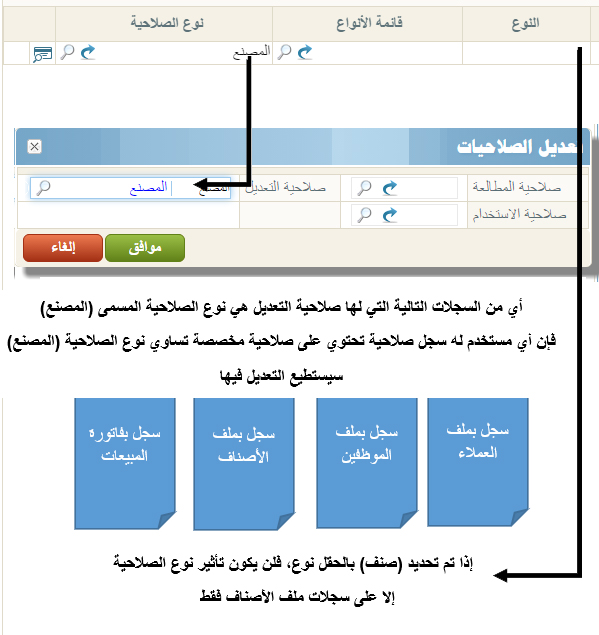 النوع قائمة الأنواع نوع الصلاحية
المصنع
تعديل الصلاحيات
صلاحية المطالعة صلاحية التعديل المصنع المصنع
صلاحية الاستخدام
موافق إلغاء
أي من السجلات التالية التي لها صلاحية التعديل هي نوع الصلاحية المسمى (المصنع)
فإن أي مستخدم له سجل صلاحية تحتوي على صلاحية مخصصة تساوي نوع الصلاحية (المصنع)
سيستطيع التعديل فيها
سجل بملف
العملاء
سجل بملف
الموظفين
سجل بملف
الأصناف
سجل بفاتورة
المبيعات
إذا تم تحديد (صنف) بالحقل نوع، فلن يكون تأثير نوع الصلاحية
إلا على سجلات ملف الأصناف فقط